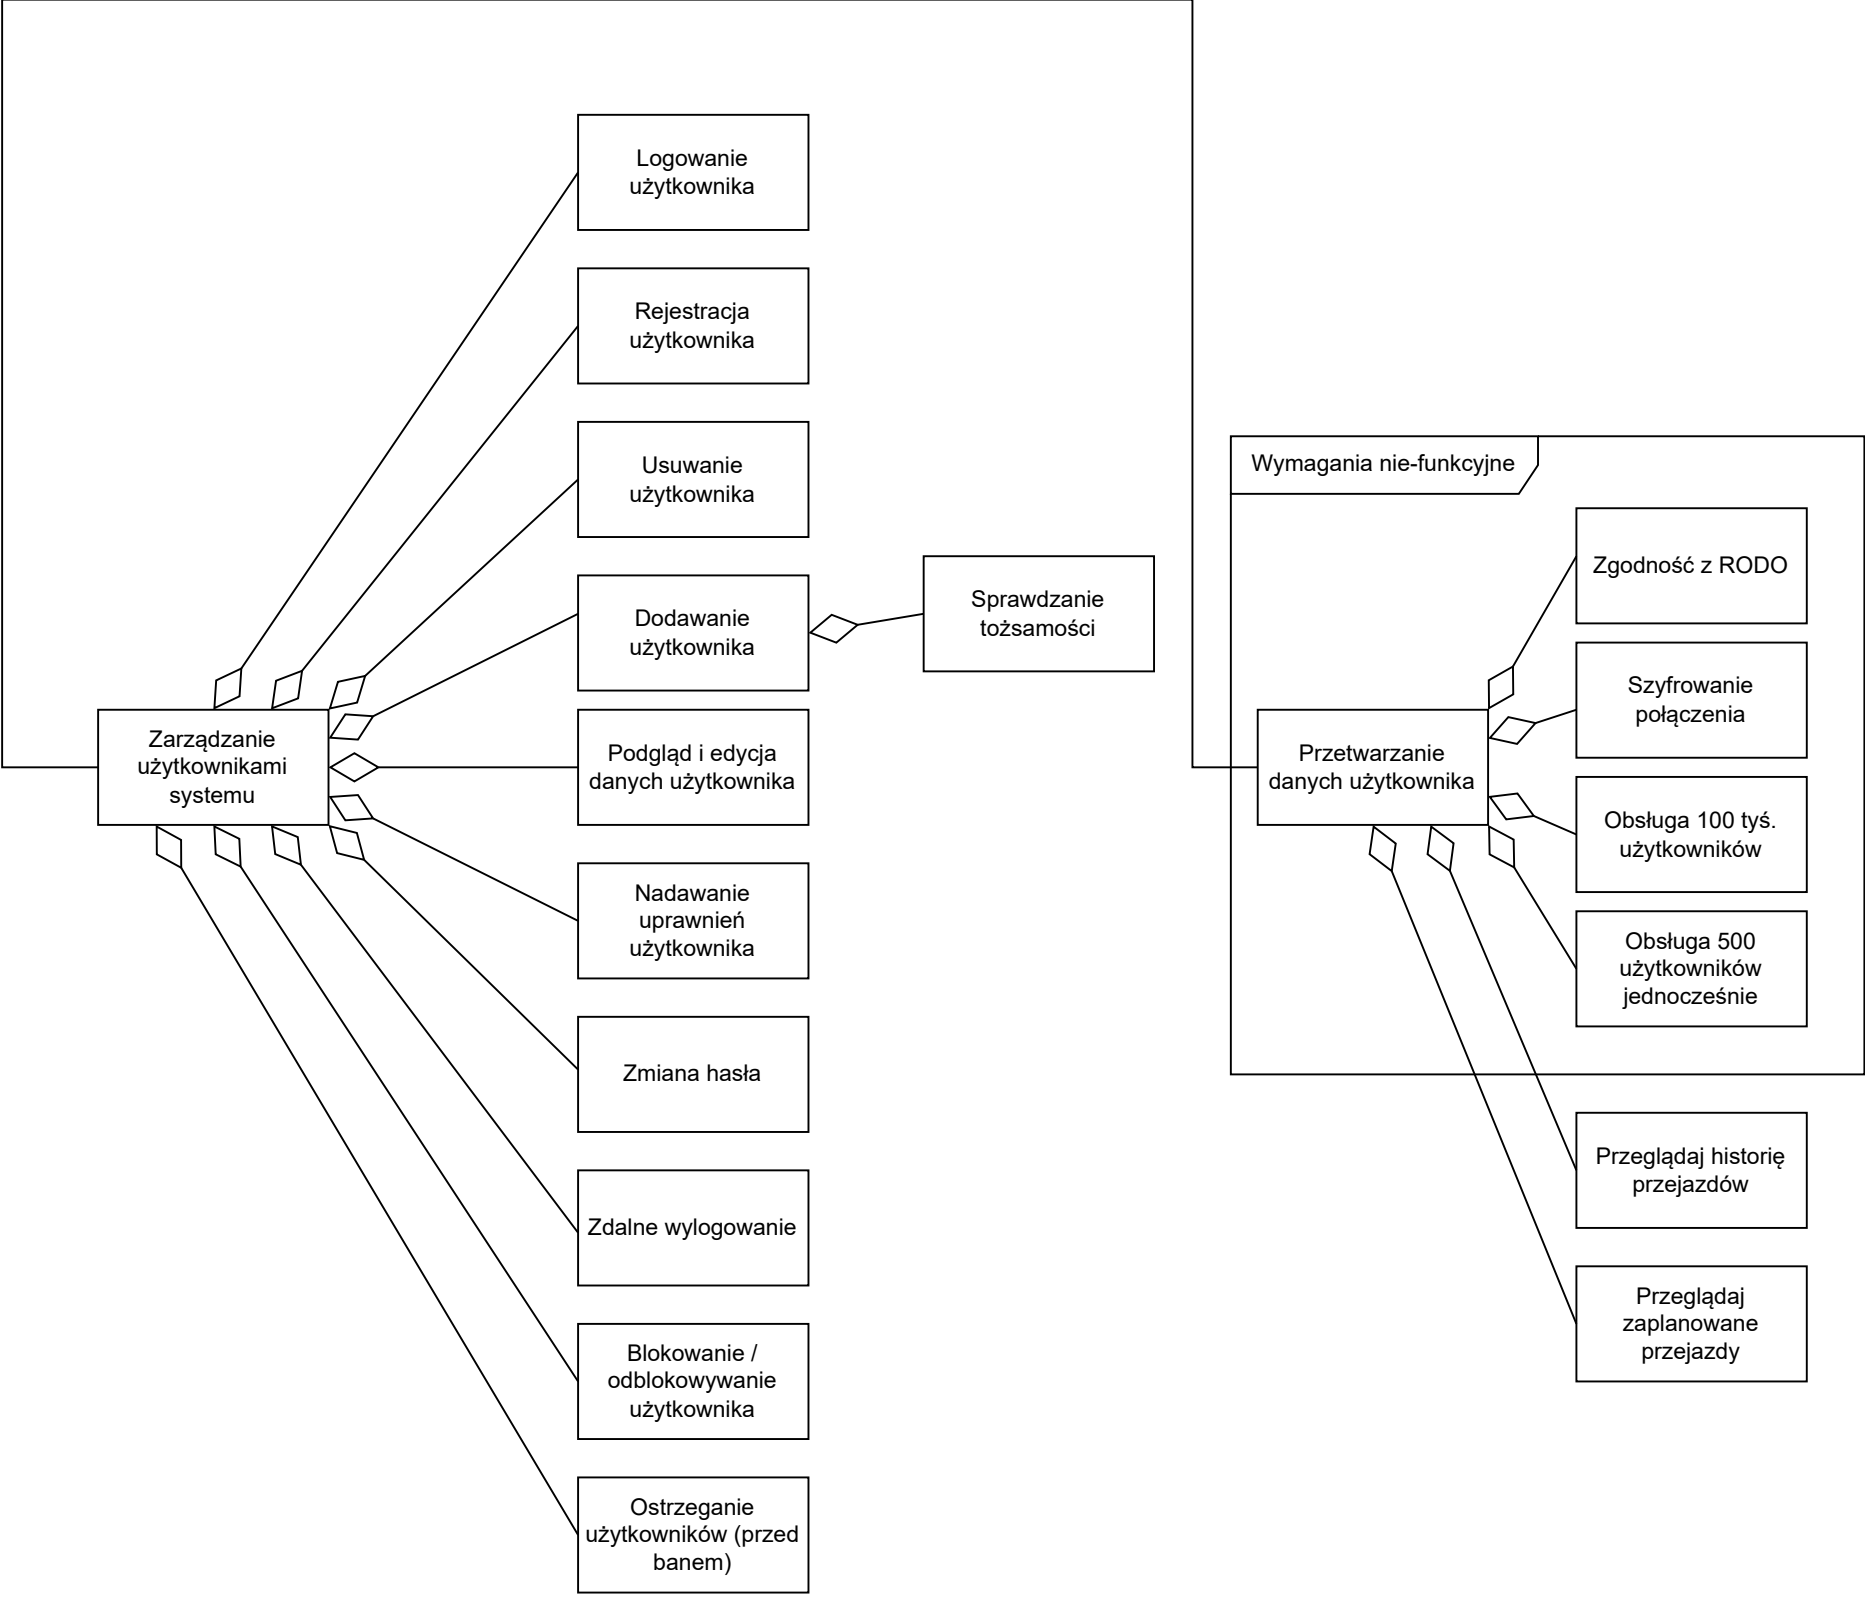 Logowanie
użytkownika
Rejestracja
użytkownika
Usuwanie
użytkownika
Dodawanie
użytkownika
Sprawdzanie
tożsamości
Zarządzanie
użytkownikami
systemu
Podgląd i edycja
danych użytkownika
Nadawanie
uprawnień
użytkownika
Zmiana hasła
Zdalne wylogowanie
Blokowanie /
odblokowywanie
użytkownika
Ostrzeganie
użytkowników (przed
banem)
Wymagania nie-funkcyjne
Zgodność z RODO
Szyfrowanie
połączenia
Przetwarzanie
danych użytkownika
Obsługa 100 tyś.
użytkowników
Obsługa 500
użytkowników
jednocześnie
Przeglądaj historię
przejazdów
Przeglądaj
zaplanowane
przejazdy